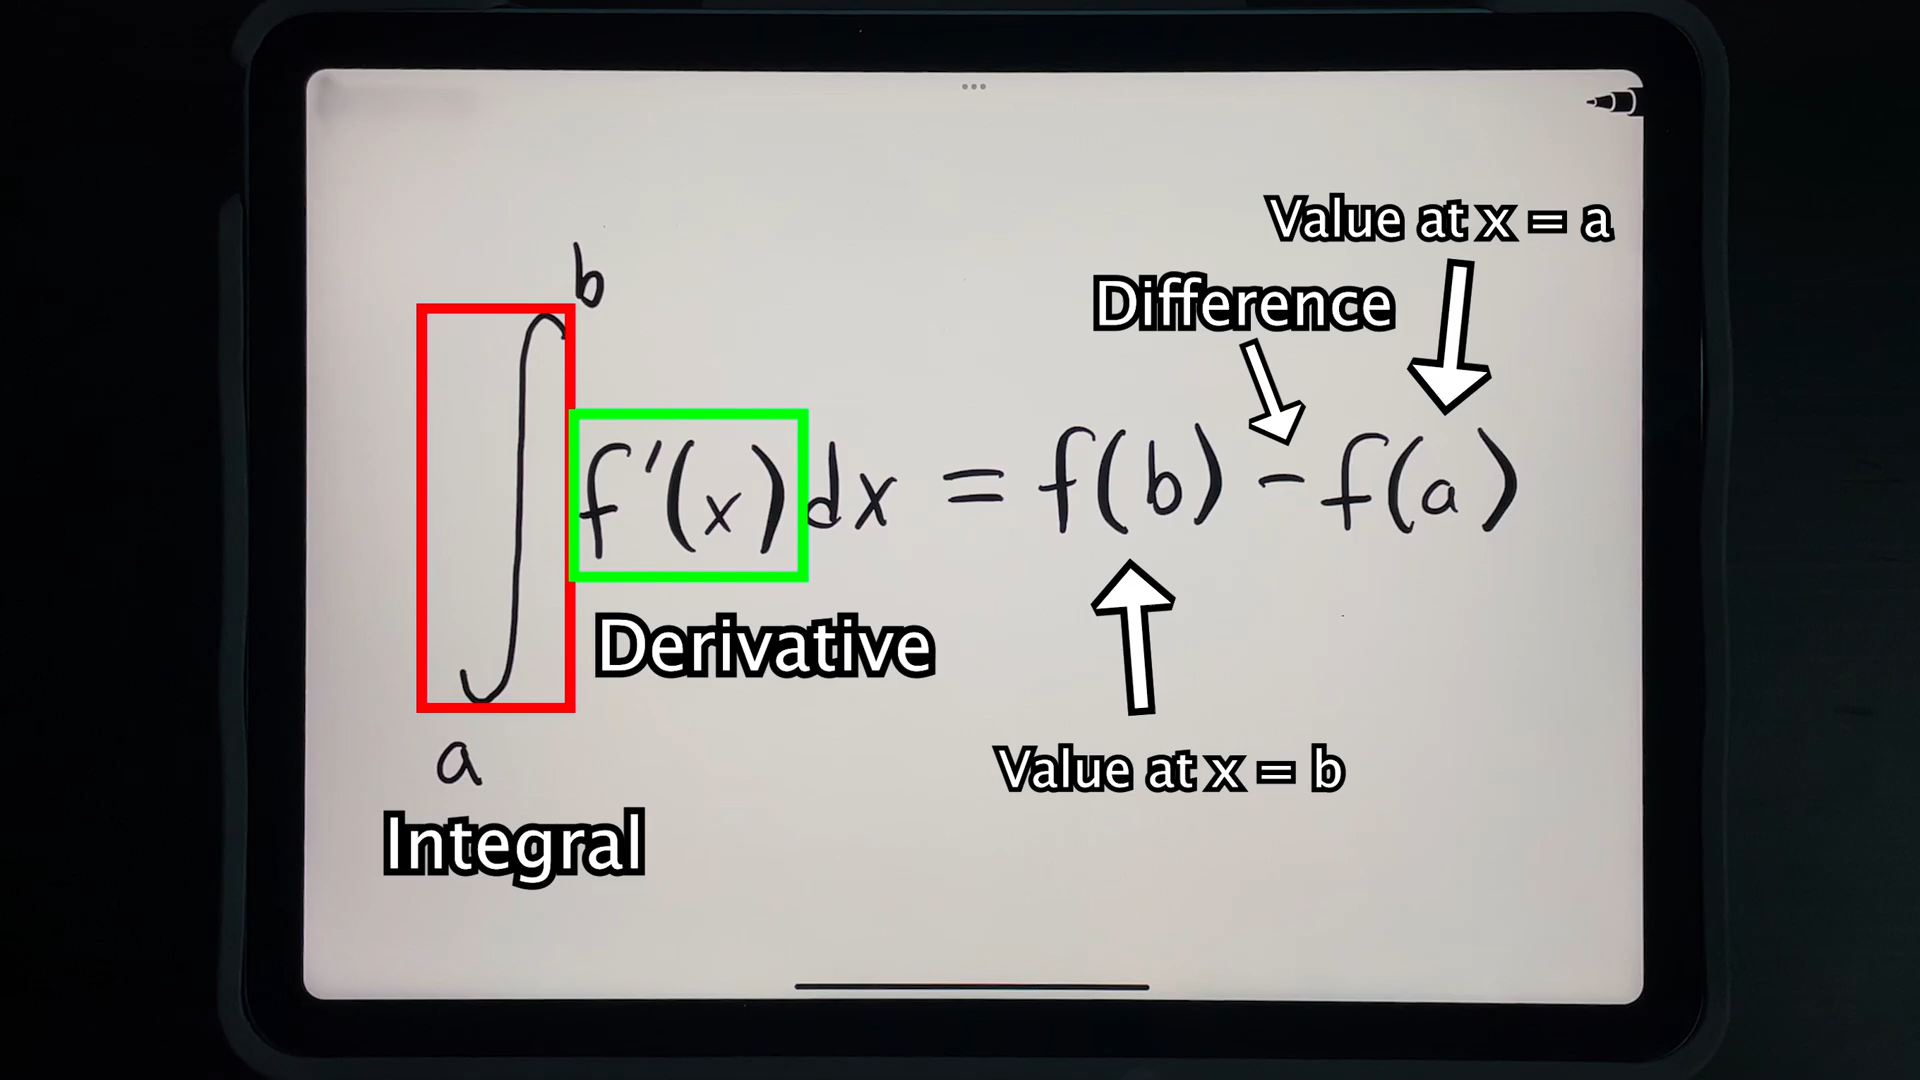 Value at x = a
Difference
b
∫ f'(x) dx = f(b) - f(a)
a
Derivative
Value at x = b
Integral